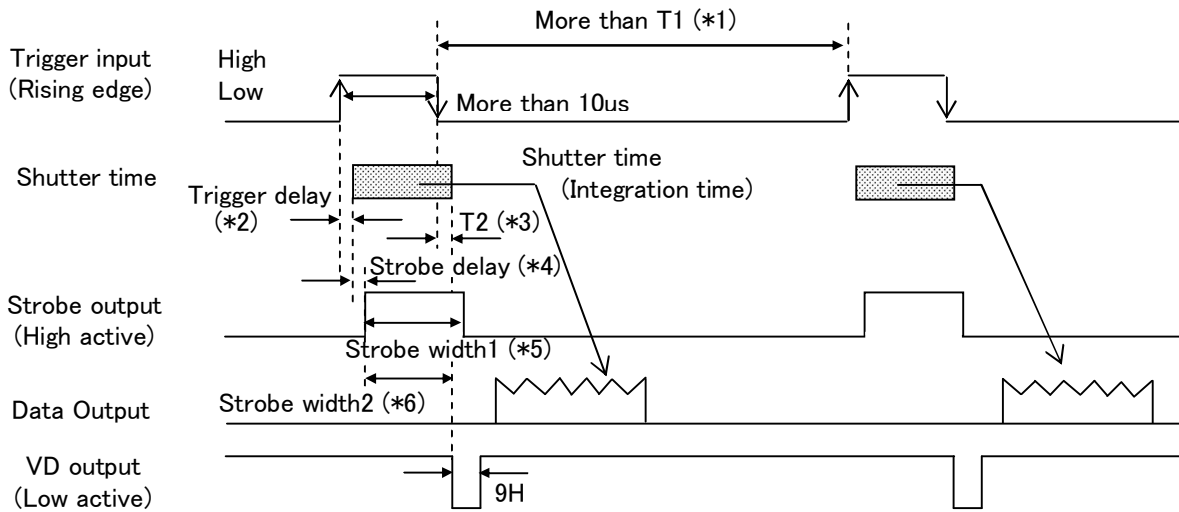 More than T1 (*1)
Trigger input
(Rising edge)
High
Low
More than 10us
Shutter time
Shutter time
(Integration time)
Trigger delay
(*2)
T2 (*3)
Strobe delay (*4)
Strobe output
(High active)
Strobe width1 (*5)
Strobe width2 (*6)
Data Output
VD output
(Low active)
9H